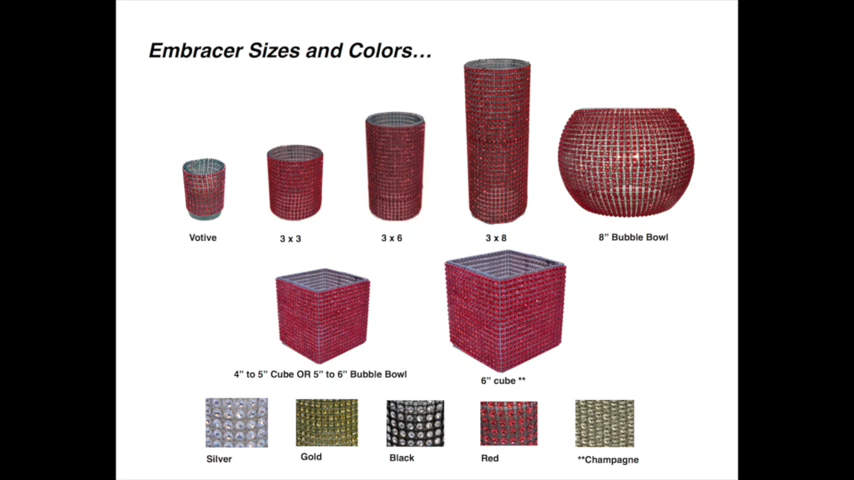 Embracer Sizes and Colors…
Votive
3 x 3
3 x 6
3 x 8
8” Bubble Bowl
4” to 5” Cube OR 5” to 6” Bubble Bowl
6” cube **
Silver
Gold
Black
Red
**Champagne